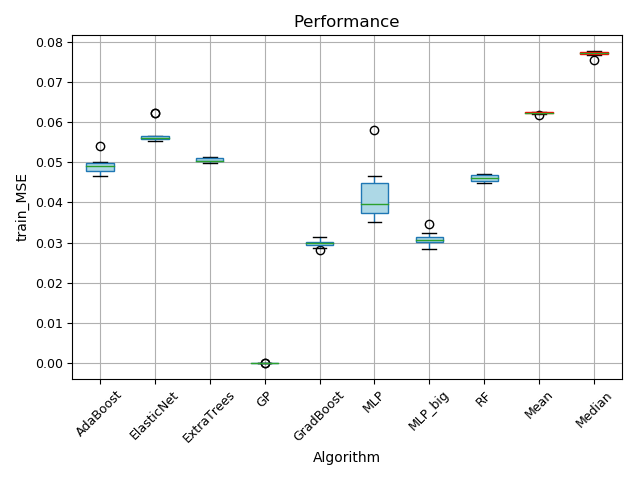 Performance
0.08
0.07
0.06
0.05
0.04
0.03
0.02
0.01
0.00
train_MSE
AdaBoost
ElasticNet
ExtraTrees
GP
GradBoost
MLP
MLP_big
RF
Mean
Median
Algorithm